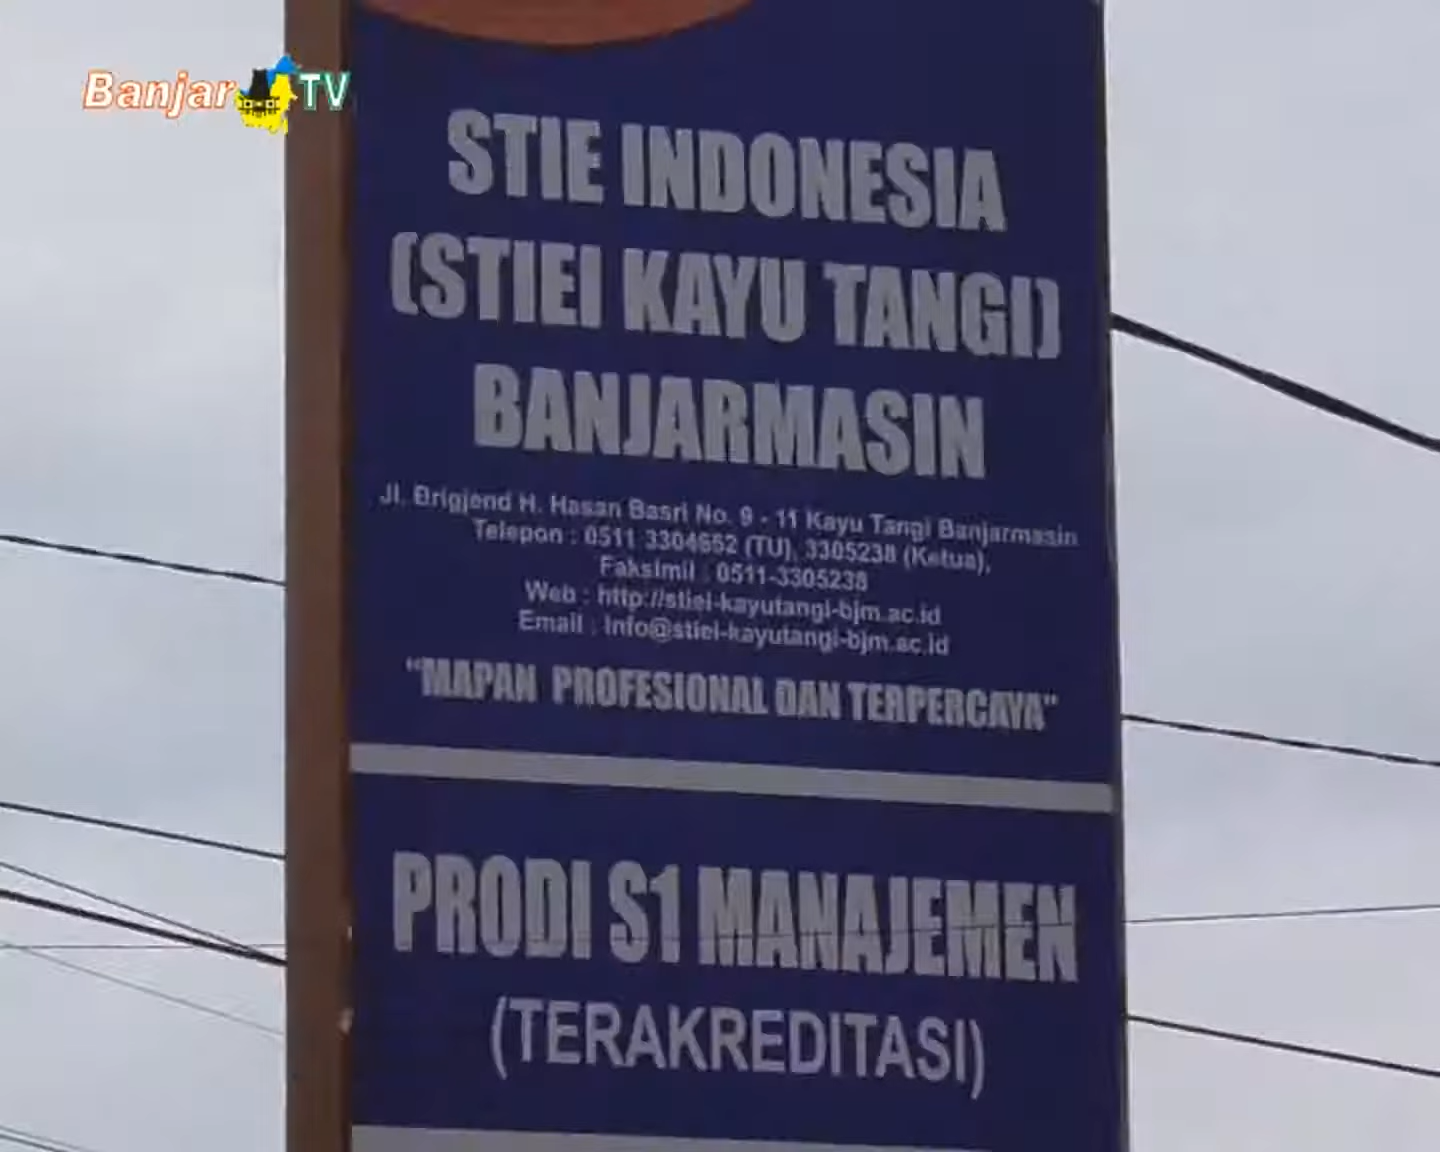 Banjar TV
STIE INDONESIA
(STIEI KAYU TANGI)
BANJARMASIN
Jl. Brigjend H. Hasan Basri No. 9 - 11 Kayu Tangi Banjarmasin
Telepon : 0511 3304652 (TU), 3305238 (Ketua),
Faksimil : 0511-3305238
Web : http://stiei-kayutangi-bjm.ac.id
Email : Info@stiei-kayutangi-bjm.ac.id
"MAPAN PROFESIONAL DAN TERPERCAYA"
PRODI S1 MANAJEMEN
(TERAKREDITASI)